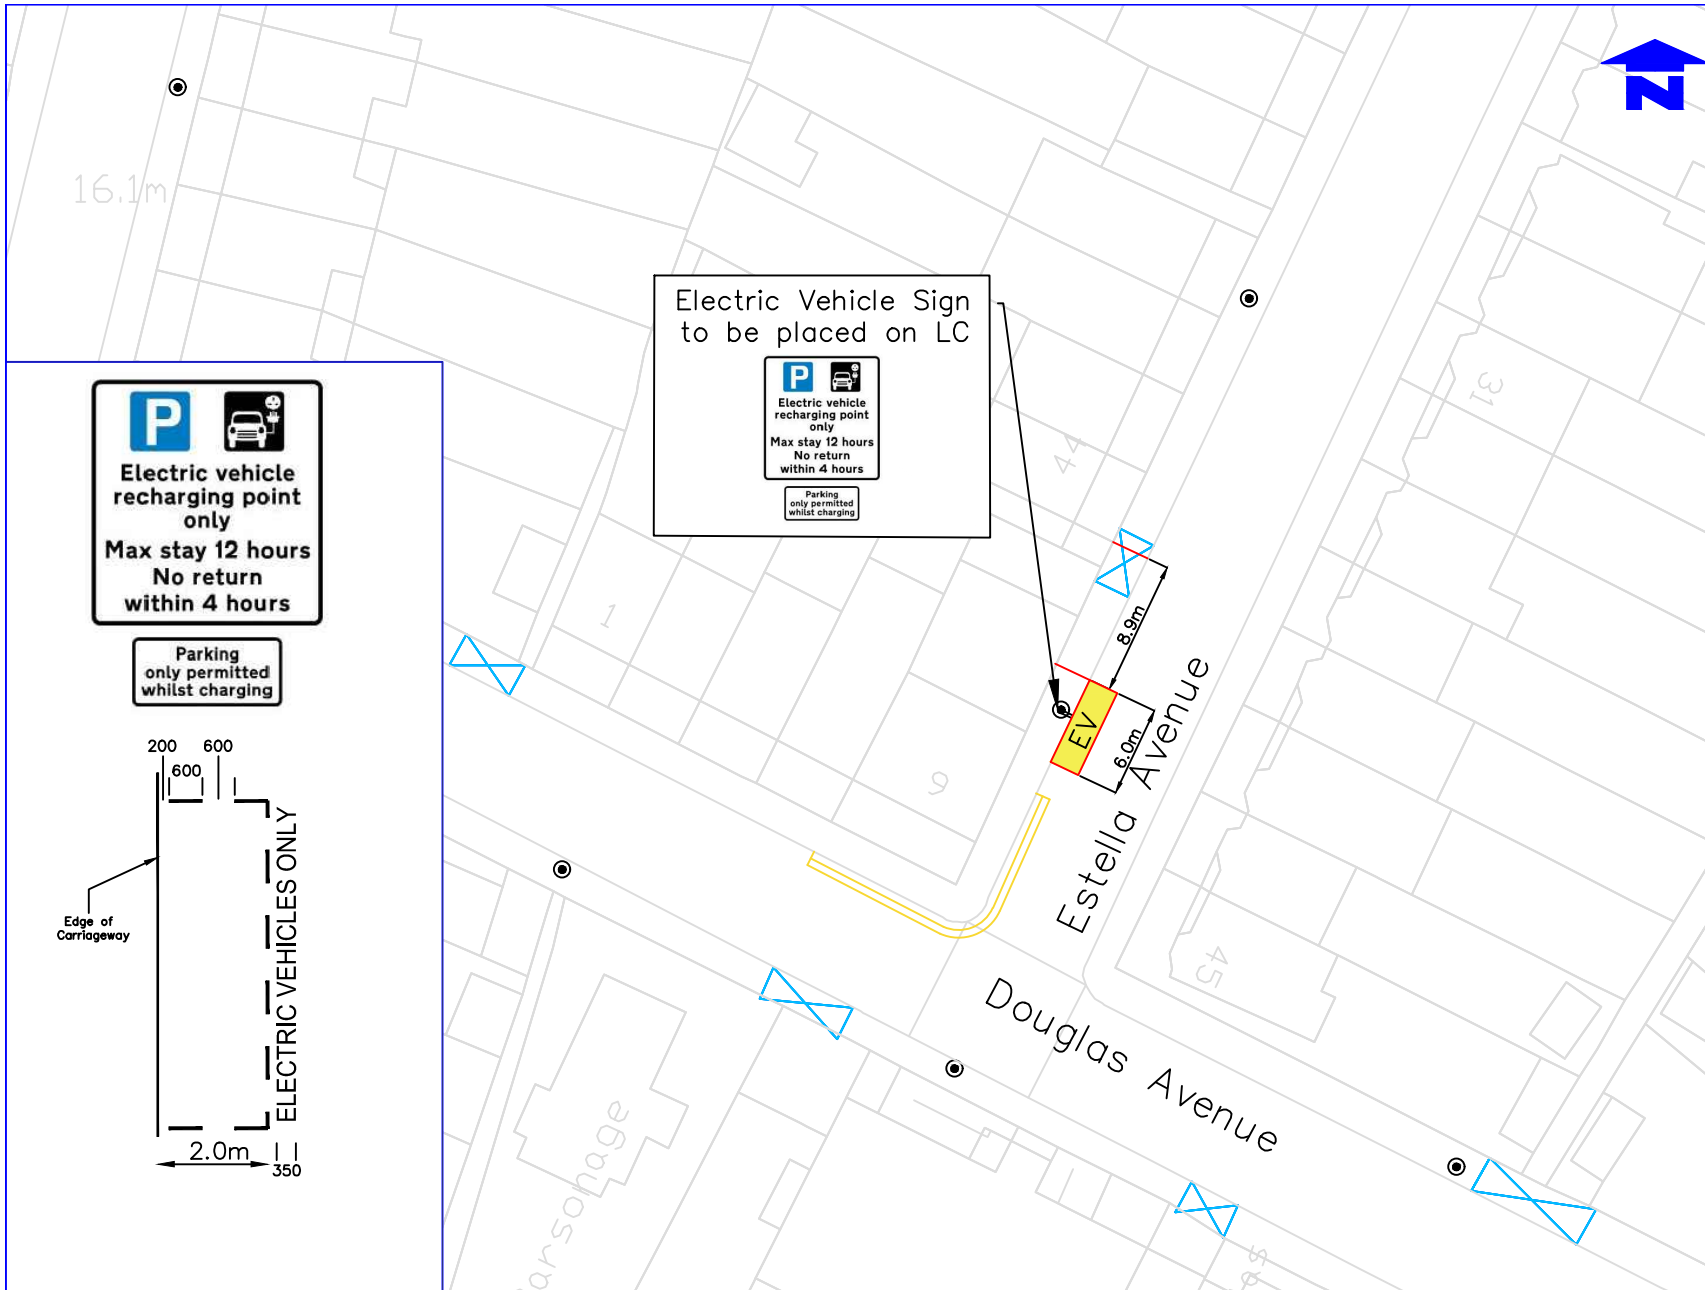 N
16.1m
Electric Vehicle Sign
to be placed on LC
P
Electric vehicle
recharging point
only
Max stay 12 hours
No return
within 4 hours
Parking
only permitted
whilst charging
P
Electric vehicle
recharging point
only
Max stay 12 hours
No return
within 4 hours
Parking
only permitted
whilst charging
200
600
600
Edge of
Carriageway
ELECTRIC VEHICLES ONLY
2.0m
350
31
44
1
8.9m
EV
6.0m
9
Estella Avenue
45
Douglas Avenue
arsonage
as